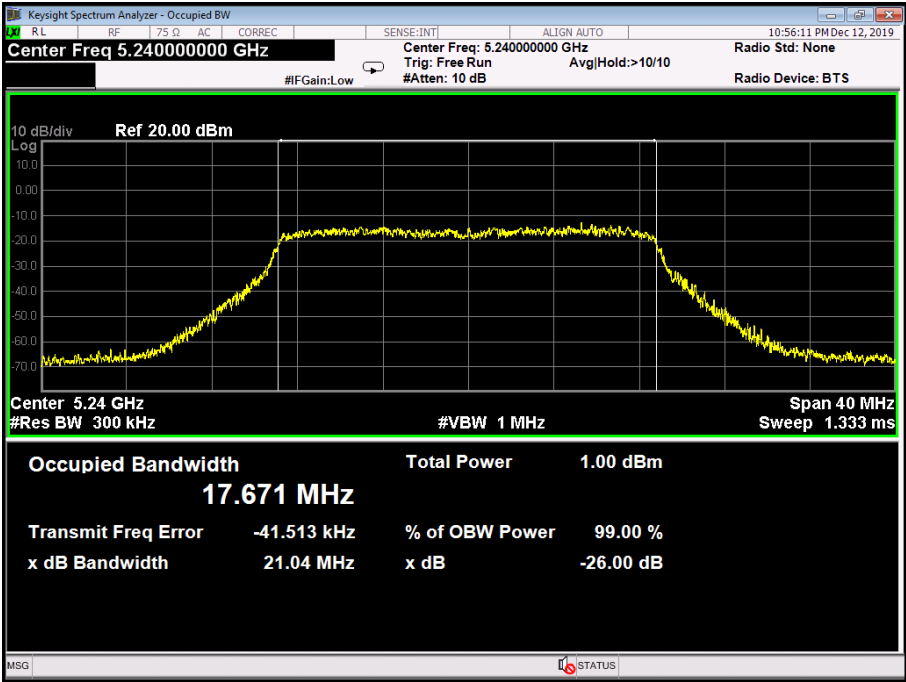 Keysight Spectrum Analyzer - Occupied BW
LXI RL RF 75 Ω AC CORREC SENSE:INT ALIGN AUTO 10:56:11 PM Dec 12, 2019
Center Freq 5.240000000 GHz Center Freq: 5.240000000 GHz Radio Std: None
Trig: Free Run Avg|Hold:>10/10
#IFGain:Low #Atten: 10 dB Radio Device: BTS
10 dB/div Ref 20.00 dBm
Log
10.0
0.00
-10.0
-20.0
-30.0
-40.0
-50.0
-60.0
-70.0
Center 5.24 GHz Span 40 MHz
#Res BW 300 kHz #VBW 1 MHz Sweep 1.333 ms
Occupied Bandwidth Total Power 1.00 dBm
17.671 MHz
Transmit Freq Error -41.513 kHz % of OBW Power 99.00 %
x dB Bandwidth 21.04 MHz x dB -26.00 dB
MSG STATUS